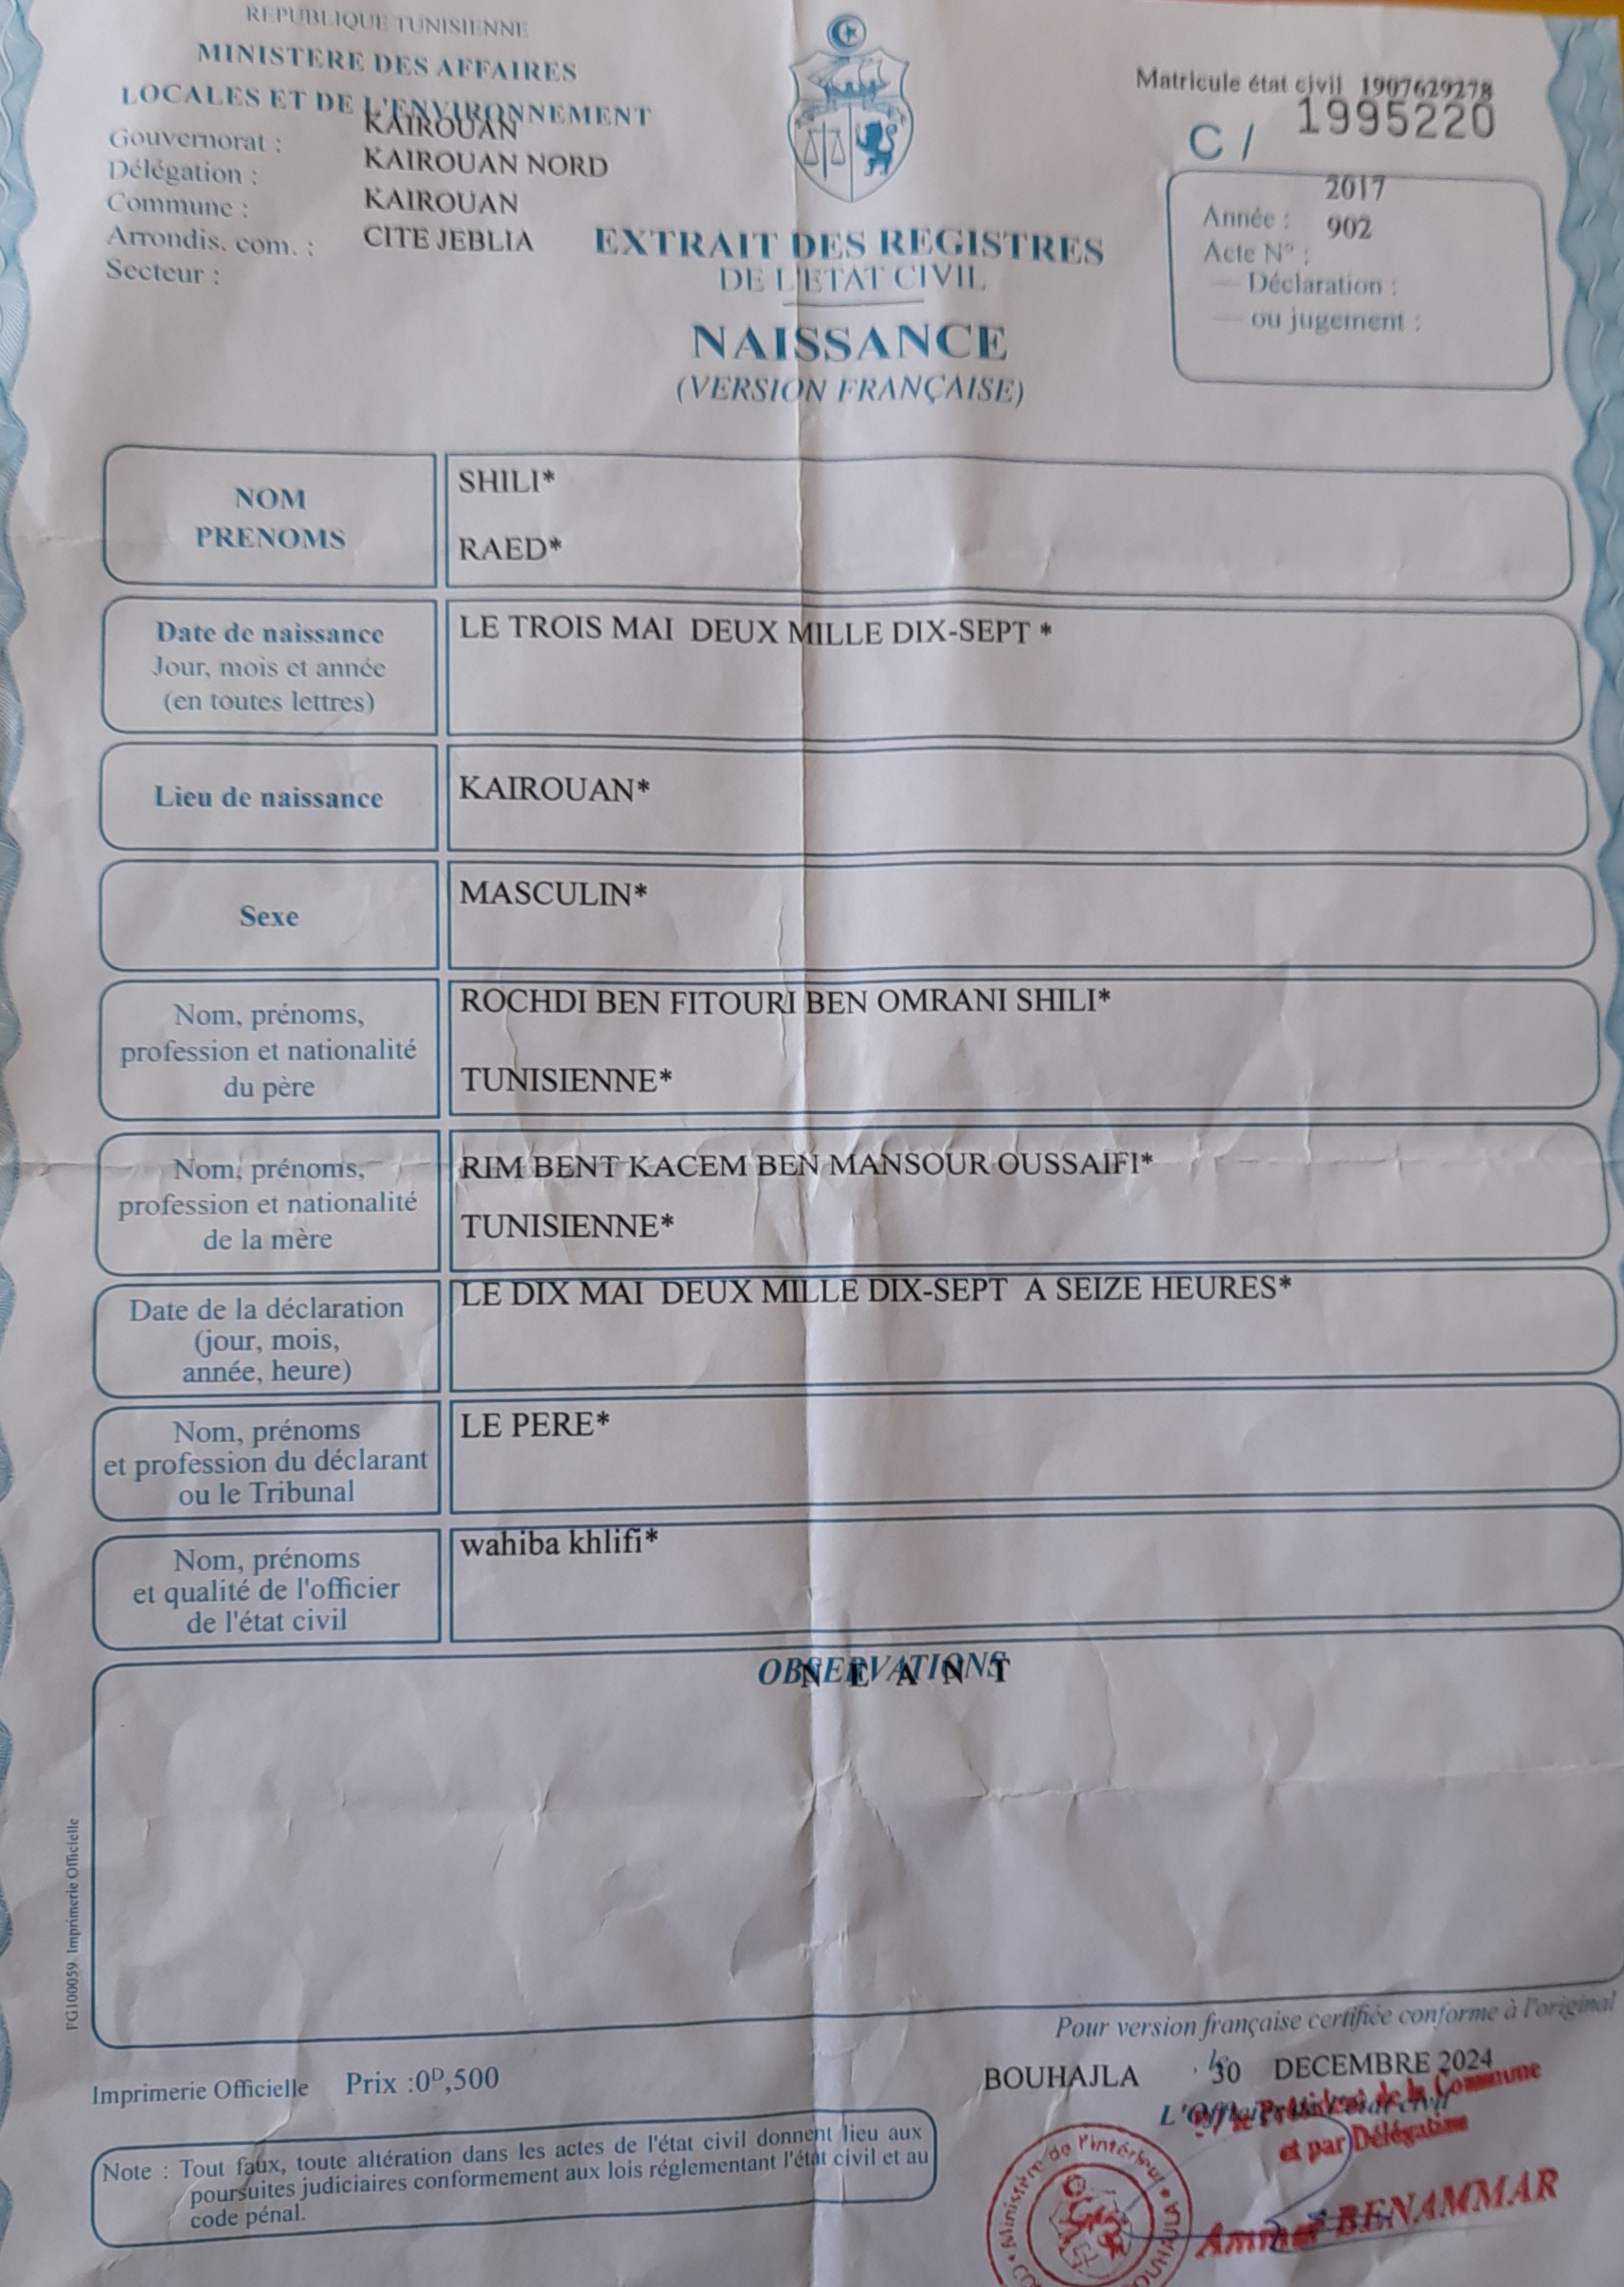 REPUBLIQUE TUNISIENNE
MINISTERE DES AFFAIRES
LOCALES ET DE L'ENVIRONNEMENT
Gouvernorat : KAIROUAN
Délégation : KAIROUAN NORD
Commune : KAIROUAN
Arrondis. com. : CITE JEBLIA
Secteur :
Matricule état civil 1907629278
C / 1995220
2017
Année : 902
Acte N° :
— Déclaration :
— ou jugement :
EXTRAIT DES REGISTRES
DE L'ETAT CIVIL
NAISSANCE
(VERSION FRANÇAISE)
NOM
PRENOMS
SHILI*
RAED*
Date de naissance
Jour, mois et année
(en toutes lettres)
LE TROIS MAI DEUX MILLE DIX-SEPT *
Lieu de naissance
KAIROUAN*
Sexe
MASCULIN*
Nom, prénoms,
profession et nationalité
du père
ROCHDI BEN FITOURI BEN OMRANI SHILI*
TUNISIENNE*
Nom, prénoms,
profession et nationalité
de la mère
RIM BENT KACEM BEN MANSOUR OUSSAIFI*
TUNISIENNE*
Date de la déclaration
(jour, mois,
année, heure)
LE DIX MAI DEUX MILLE DIX-SEPT A SEIZE HEURES*
Nom, prénoms
et profession du déclarant
ou le Tribunal
LE PERE*
Nom, prénoms
et qualité de l'officier
de l'état civil
wahiba khlifi*
OBSERVATIONS
N E A N T
PG100059. Imprimerie Officielle
Pour version française certifiée conforme à l'original
BOUHAJLA le 30 DECEMBRE 2024
L'Officier de l'état civil
le Président de la Commune
et par Délégation
Ammar BENAMMAR
Ministère de l'intérieur
Imprimerie Officielle Prix :0D,500
Note : Tout faux, toute altération dans les actes de l'état civil donnent lieu aux
poursuites judiciaires conformement aux lois réglementant l'état civil et au
code pénal.